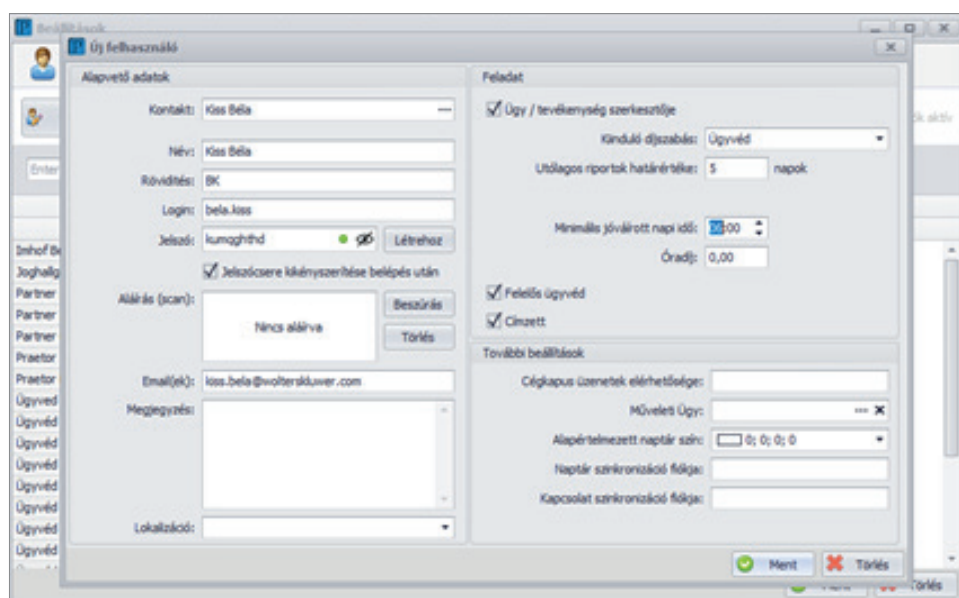 Beállítások
Új felhasználó
Alapvető adatok
Kontakt: Kiss Béla
Név: Kiss Béla
Rövidítés: BK
Login: bela.kiss
Jelszó: kumqghthd Létrehoz
Jelszócsere kikényszerítése belépés után
Aláírás (scan): Nincs aláírva Beszúrás
Törlés
Email(ek): kiss.bela@wolterskluwer.com
Megjegyzés:
Lokalizáció:
Feladat
Ügy / tevékenység szerkesztője
Kiinduló díjszabás: Ügyvéd
Utólagos riportok határértéke: 5 napok
Minimális jóváírott napi idő: 00:00
Óradíj: 0,00
Felelős ügyvéd
Címzett
További beállítások
Cégkapus üzenetek elérhetősége:
Műveleti Ügy:
Alapértelmezett naptár szín: 0; 0; 0; 0
Naptár szinkronizáció fiókja:
Kapcsolat szinkronizáció fiókja:
Ment Törlés
Enter
ők aktív
Imhof Be
Joghallg
Partner
Partner
Partner
Praetor
Praetor
Ügyved
Ügyvéd
Ügyvéd
Ügyvéd
Ügyvéd
Ügyvéd
Ügyvéd
Ügyvéd
Ment Törlés